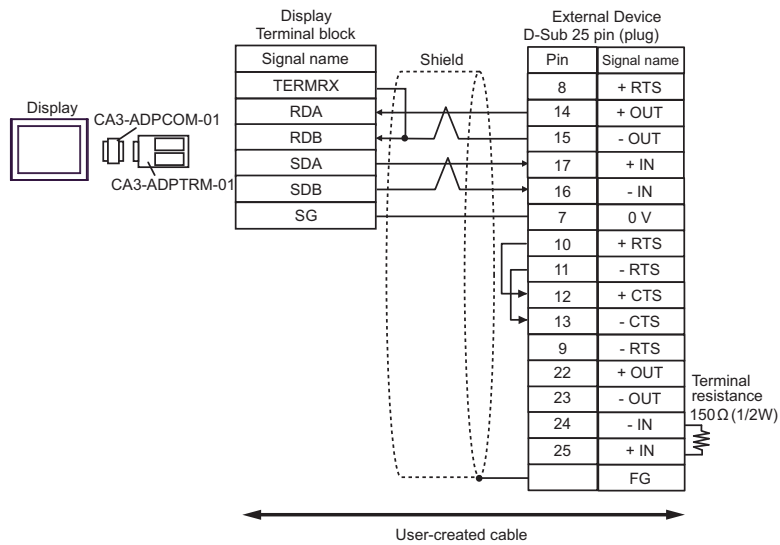 Display
Terminal block
External Device
D-Sub 25 pin (plug)
Signal name
Shield
Pin
Signal name
TERMRX
8
+ RTS
Display
CA3-ADPCOM-01
CA3-ADPTRM-01
RDA
14
+ OUT
RDB
15
- OUT
SDA
17
+ IN
SDB
16
- IN
SG
7
0 V
10
+ RTS
11
- RTS
12
+ CTS
13
- CTS
9
- RTS
22
+ OUT
23
- OUT
24
- IN
25
+ IN
FG
Terminal
resistance
150Ω(1/2W)
User-created cable